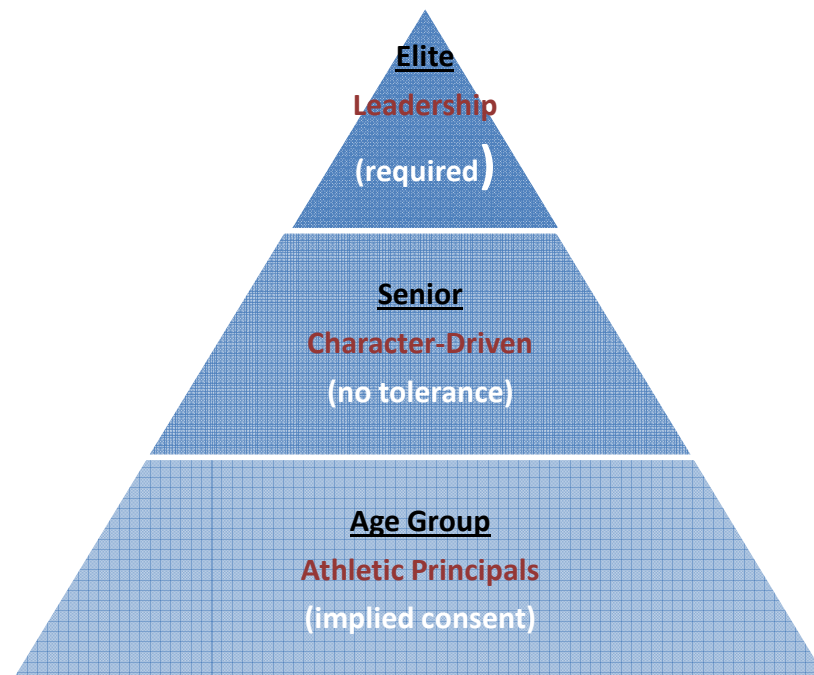 Elite
Leadership
(required)
Senior
Character-Driven
(no tolerance)
Age Group
Athletic Principals
(implied consent)